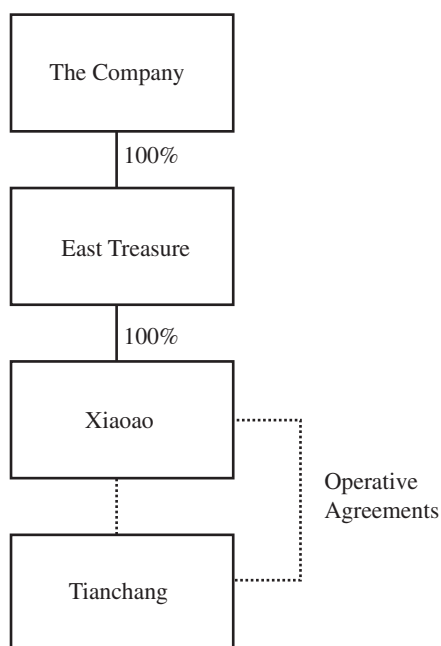 The Company
100%
East Treasure
100%
Xiaoao
Operative
Agreements
Tianchang